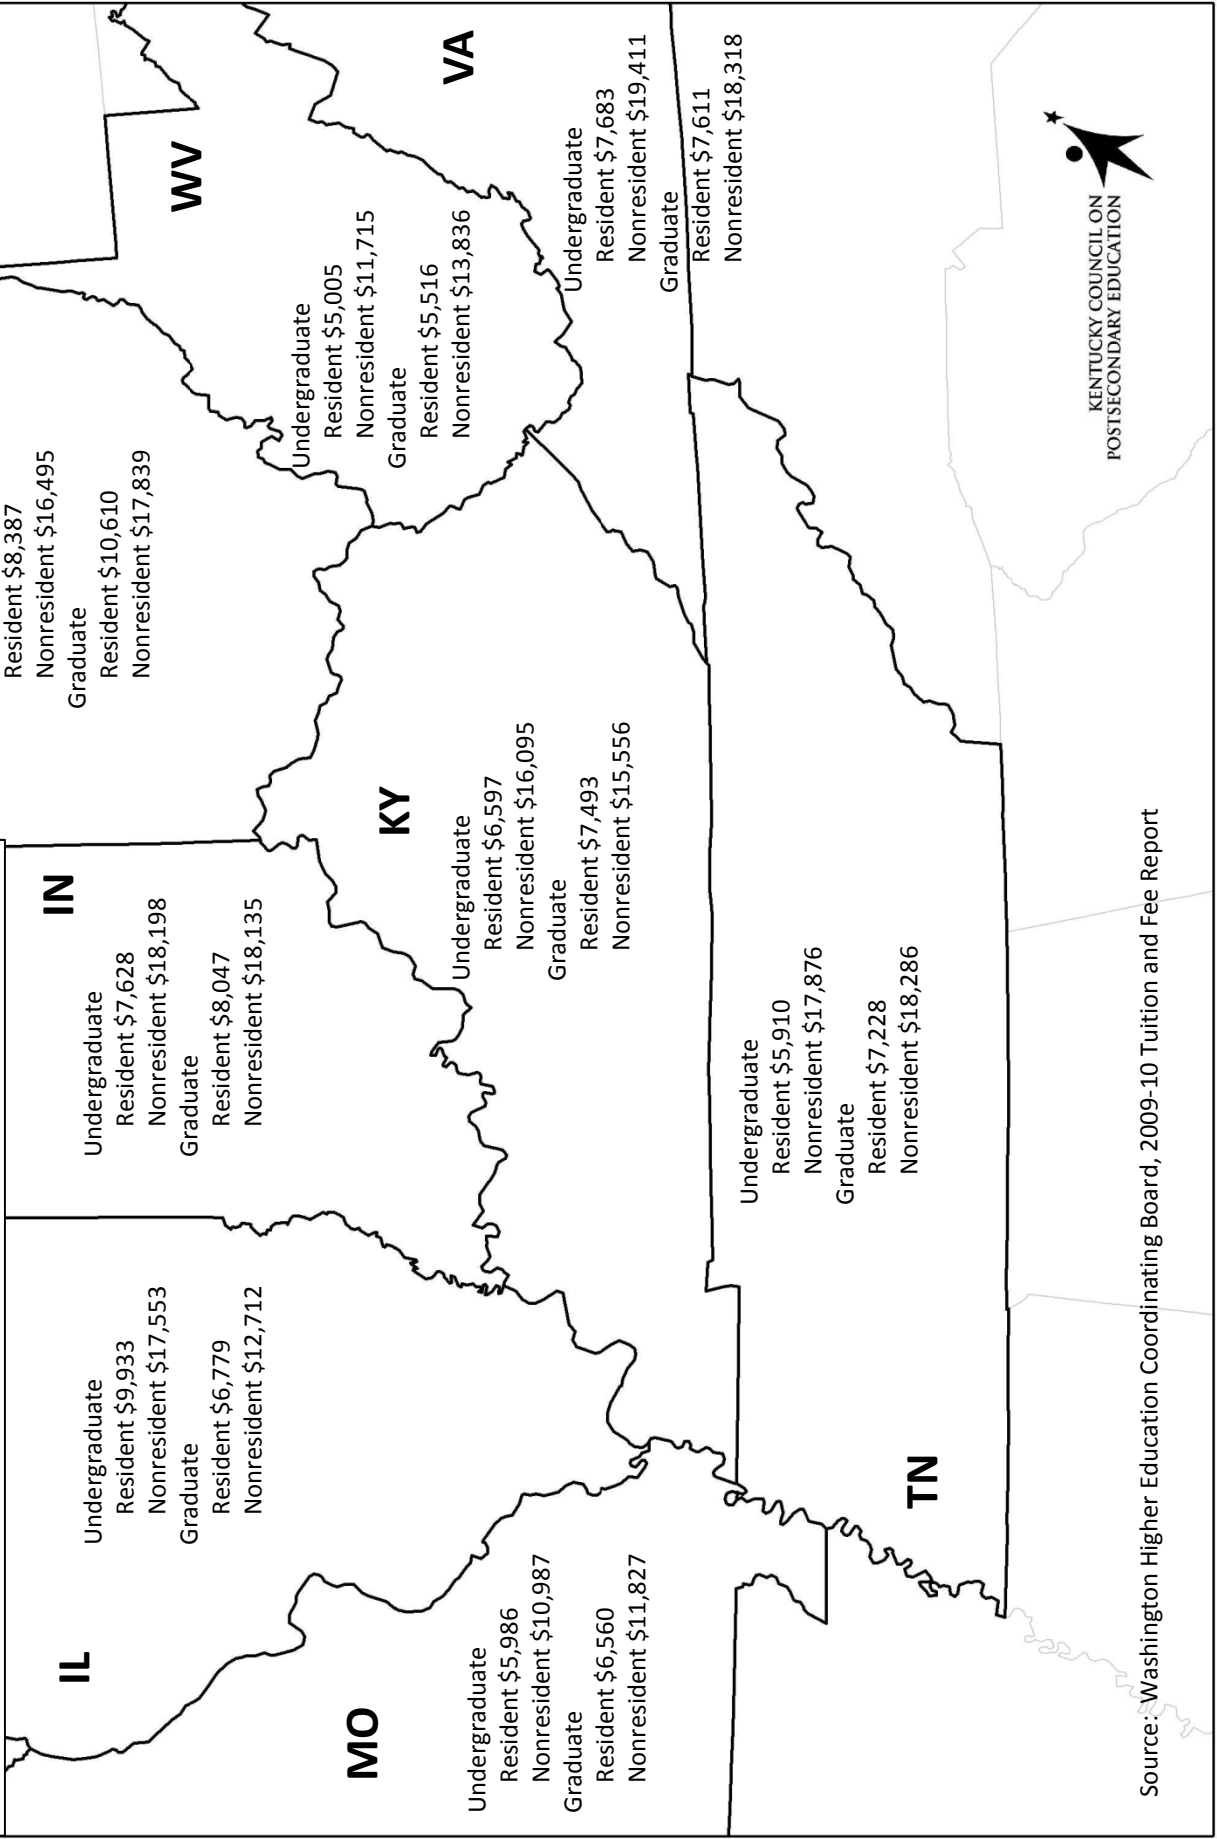 IL
Undergraduate
Resident $9,933
Nonresident $17,553
Graduate
Resident $6,779
Nonresident $12,712
IN
Undergraduate
Resident $7,628
Nonresident $18,198
Graduate
Resident $8,047
Nonresident $18,135
Resident $8,387
Nonresident $16,495
Graduate
Resident $10,610
Nonresident $17,839
WV
Undergraduate
Resident $5,005
Nonresident $11,715
Graduate
Resident $5,516
Nonresident $13,836
MO
Undergraduate
Resident $5,986
Nonresident $10,987
Graduate
Resident $6,560
Nonresident $11,827
KY
Undergraduate
Resident $6,597
Nonresident $16,095
Graduate
Resident $7,493
Nonresident $15,556
VA
Undergraduate
Resident $7,683
Nonresident $19,411
Graduate
Resident $7,611
Nonresident $18,318
TN
Undergraduate
Resident $5,910
Nonresident $17,876
Graduate
Resident $7,228
Nonresident $18,286
KENTUCKY COUNCIL ON
POSTSECONDARY EDUCATION
Source: Washington Higher Education Coordinating Board, 2009-10 Tuition and Fee Report